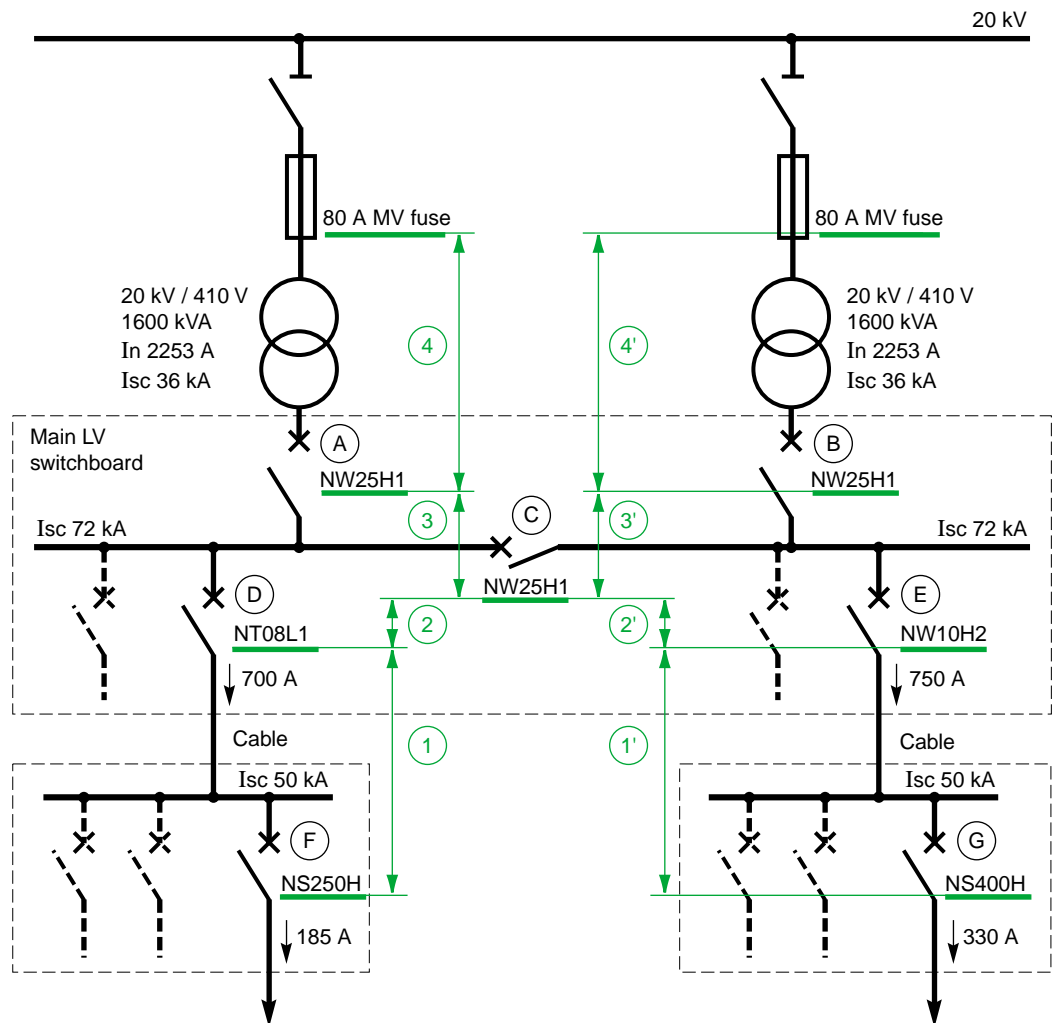 20 kV
80 A MV fuse
80 A MV fuse
20 kV / 410 V
1600 kVA
In 2253 A
Isc 36 kA
4
4'
20 kV / 410 V
1600 kVA
In 2253 A
Isc 36 kA
Main LV
switchboard
A
NW25H1
B
NW25H1
Isc 72 kA
3
C
3'
Isc 72 kA
NW25H1
D
NT08L1
2
2'
E
NW10H2
700 A
750 A
Cable
1
1'
Cable
Isc 50 kA
Isc 50 kA
F
NS250H
G
NS400H
185 A
330 A